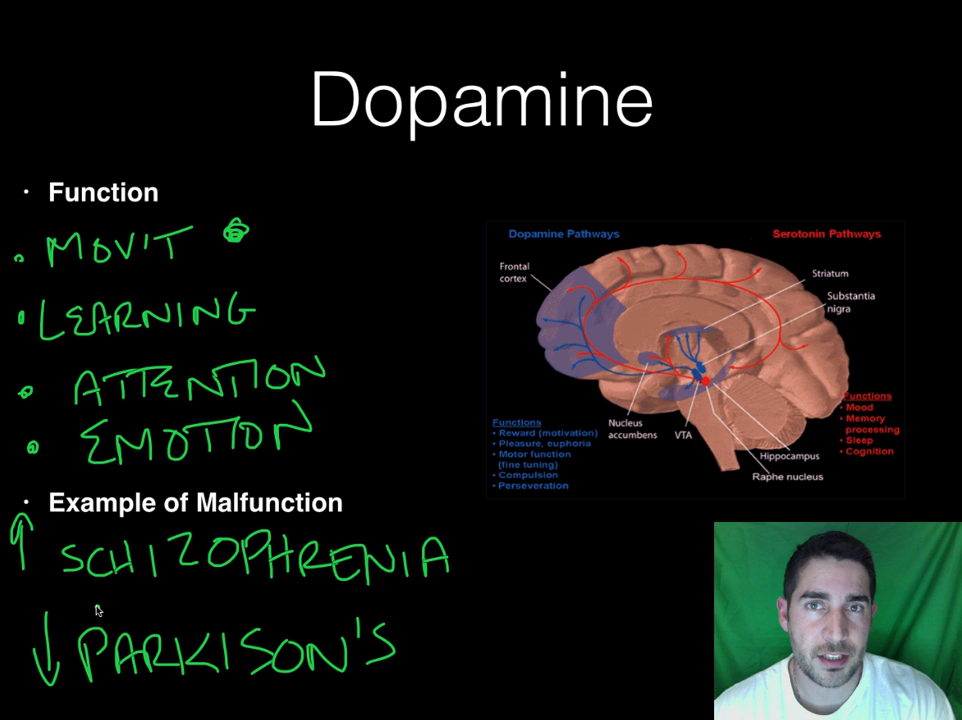 Dopamine
• Function
• MOV'T
• LEARNING
• ATTENTION
• EMOTION
• Example of Malfunction
↑ SCHIZOPHRENIA
↓ PARKISON'S
Dopamine Pathways
Serotonin Pathways
Frontal
cortex
Striatum
Substantia
nigra
Nucleus
accumbens
VTA
Hippocampus
Raphe nucleus
Functions
• Reward (motivation)
• Pleasure, euphoria
• Motor function
(fine tuning)
• Compulsion
• Perseveration
Functions
• Mood
• Memory
processing
• Sleep
• Cognition